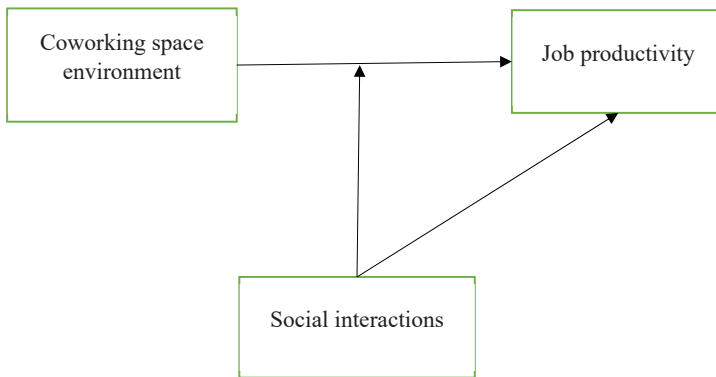 Coworking space
environment
Job productivity
Social interactions